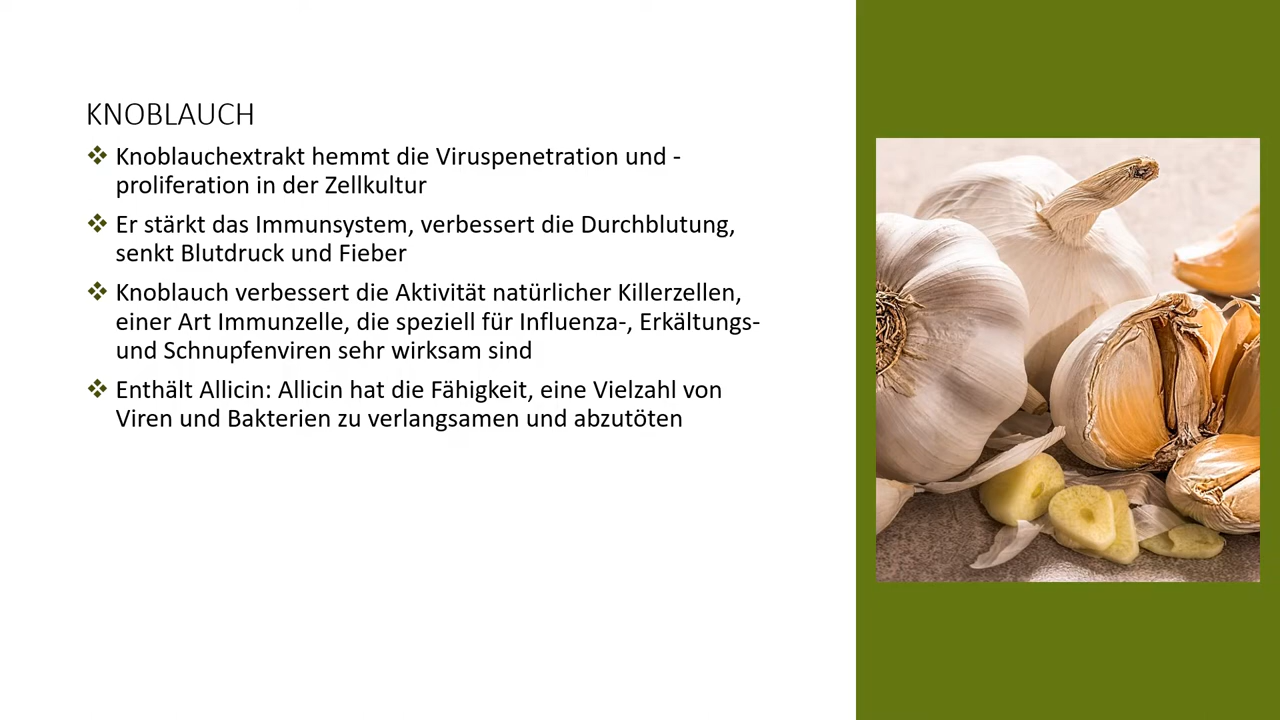 KNOBLAUCH
Knoblauchextrakt hemmt die Viruspenetration und -
proliferation in der Zellkultur
Er stärkt das Immunsystem, verbessert die Durchblutung,
senkt Blutdruck und Fieber
Knoblauch verbessert die Aktivität natürlicher Killerzellen,
einer Art Immunzelle, die speziell für Influenza-, Erkältungs-
und Schnupfenviren sehr wirksam sind
Enthält Allicin: Allicin hat die Fähigkeit, eine Vielzahl von
Viren und Bakterien zu verlangsamen und abzutöten